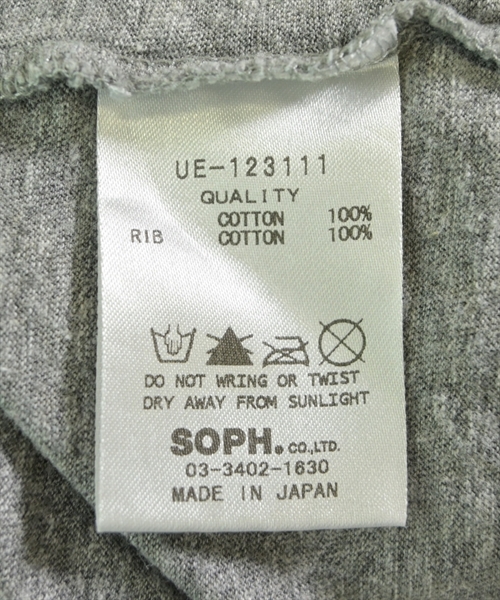 UE-123111
QUALITY
COTTON 100%
RIB COTTON 100%
DO NOT WRING OR TWIST
DRY AWAY FROM SUNLIGHT
SOPH. CO.,LTD.
03-3402-1630
MADE IN JAPAN